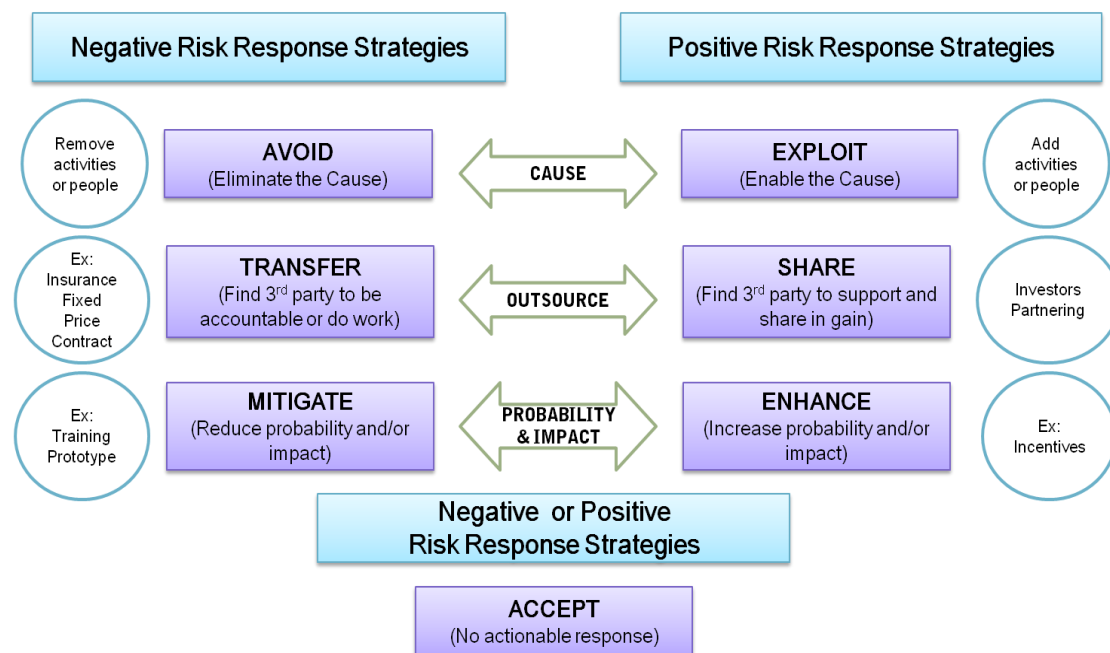 Negative Risk Response Strategies
Positive Risk Response Strategies
Remove
activities
or people
AVOID
(Eliminate the Cause)
CAUSE
EXPLOIT
(Enable the Cause)
Add
activities
or people
Ex:
Insurance
Fixed
Price
Contract
TRANSFER
(Find 3rd party to be
accountable or do work)
OUTSOURCE
SHARE
(Find 3rd party to support and
share in gain)
Investors
Partnering
Ex:
Training
Prototype
MITIGATE
(Reduce probability and/or
impact)
PROBABILITY
& IMPACT
ENHANCE
(Increase probability and/or
impact)
Ex:
Incentives
Negative or Positive
Risk Response Strategies
ACCEPT
(No actionable response)